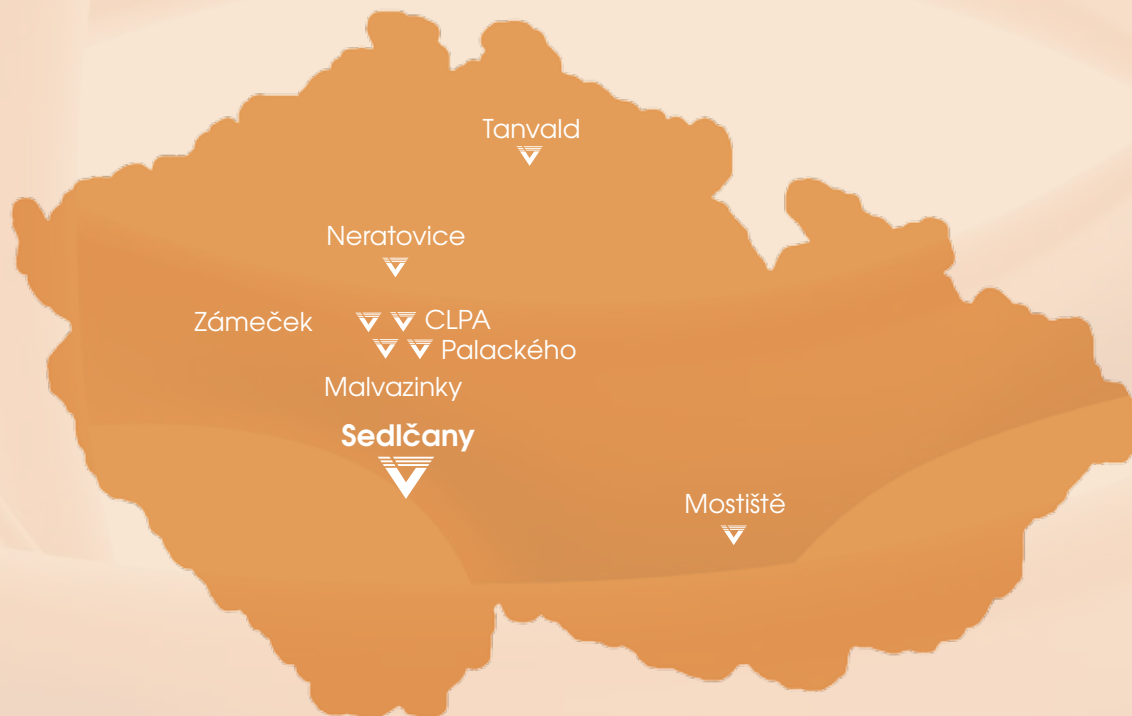 Tanvald
Neratovice
Zámeček
CLPA
Palackého
Malvazinky
Sedlčany
Mostiště